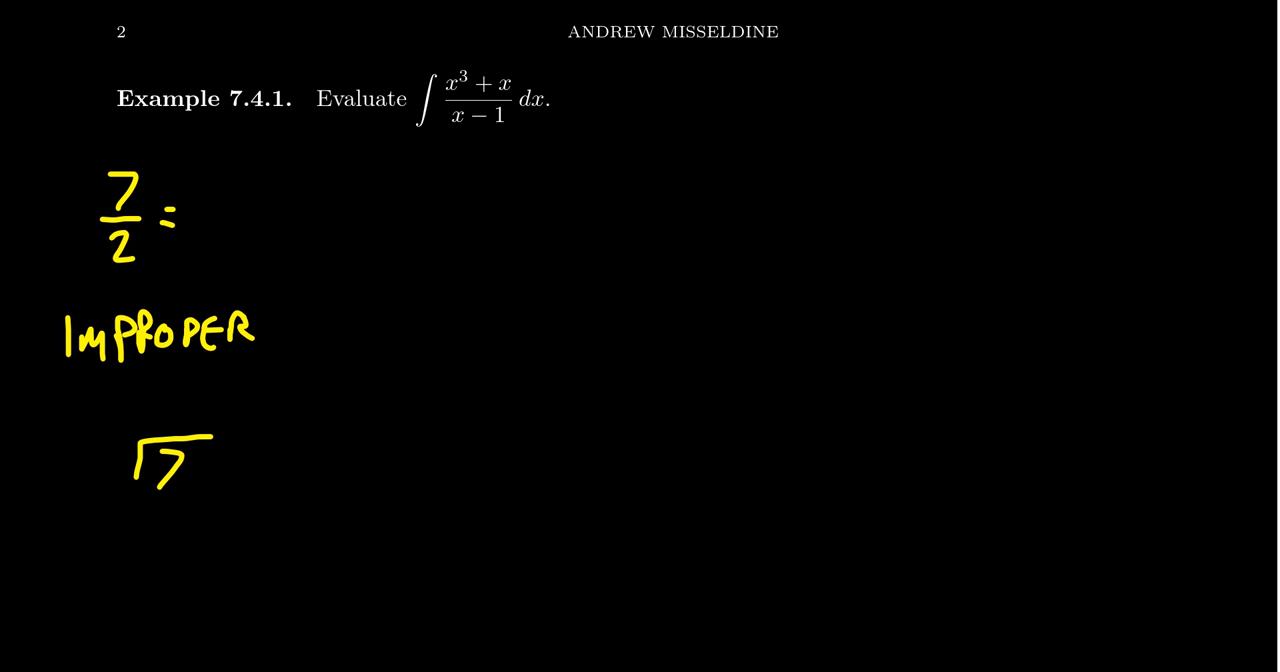 2 ANDREW MISSELDINE
Example 7.4.1. Evaluate ∫ (x³ + x)/(x − 1) dx.
7/2 =
IMPROPER
7